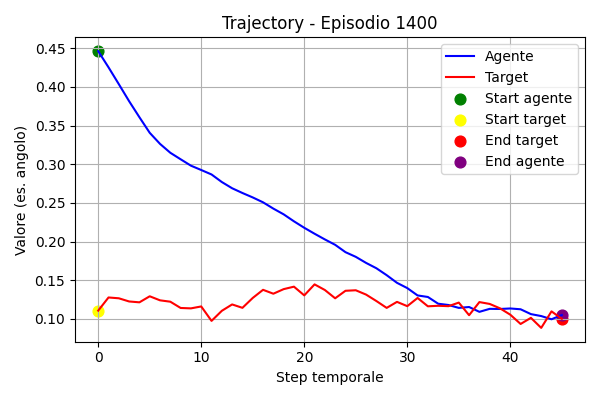 Trajectory - Episodio 1400
Valore (es. angolo)
0.45
0.40
0.35
0.30
0.25
0.20
0.15
0.10
Agente
Target
Start agente
Start target
End target
End agente
0 10 20 30 40
Step temporale